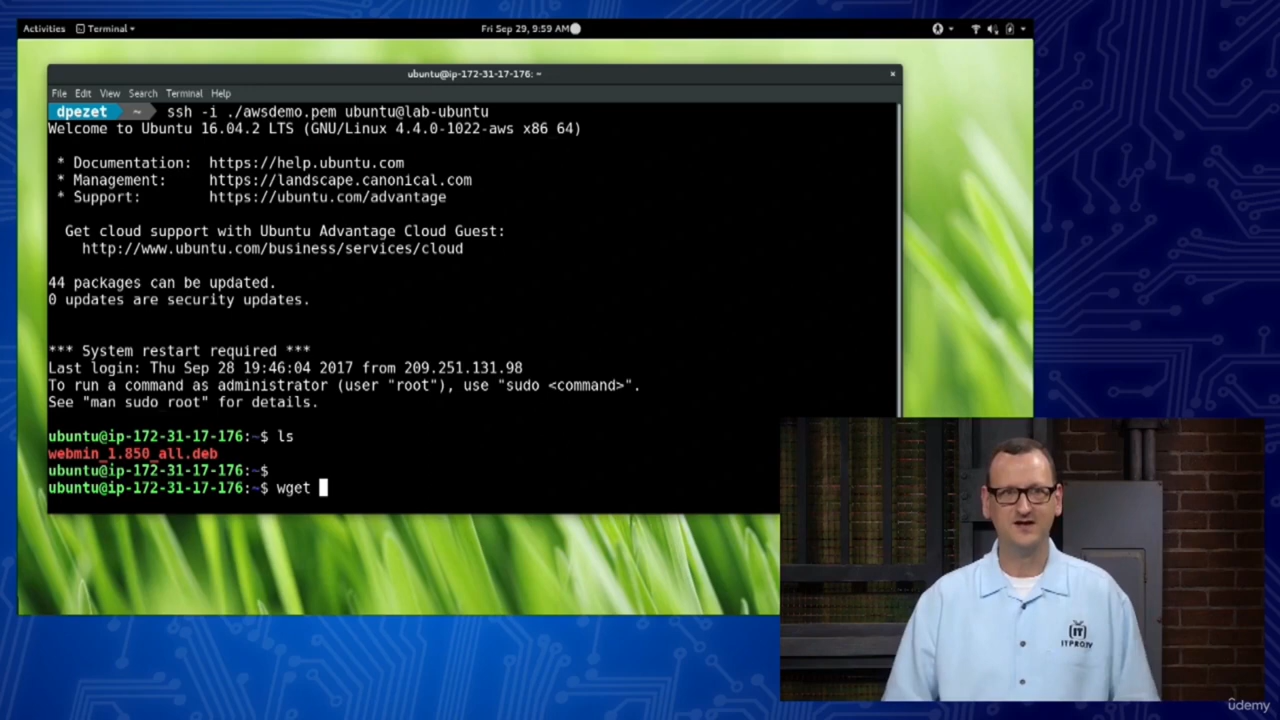 Activities Terminal Fri Sep 29, 9:59 AM
ubuntu@ip-172-31-17-176: ~ ×
File Edit View Search Terminal Help
dpezet ~ ssh -i ./awsdemo.pem ubuntu@lab-ubuntu
Welcome to Ubuntu 16.04.2 LTS (GNU/Linux 4.4.0-1022-aws x86_64)
* Documentation: https://help.ubuntu.com
* Management: https://landscape.canonical.com
* Support: https://ubuntu.com/advantage
Get cloud support with Ubuntu Advantage Cloud Guest:
http://www.ubuntu.com/business/services/cloud
44 packages can be updated.
0 updates are security updates.
*** System restart required ***
Last login: Thu Sep 28 19:46:04 2017 from 209.251.131.98
To run a command as administrator (user "root"), use "sudo <command>".
See "man sudo_root" for details.
ubuntu@ip-172-31-17-176:~$ ls
webmin_1.850_all.deb
ubuntu@ip-172-31-17-176:~$
ubuntu@ip-172-31-17-176:~$ wget
IT
ITPROTV
ûdemy